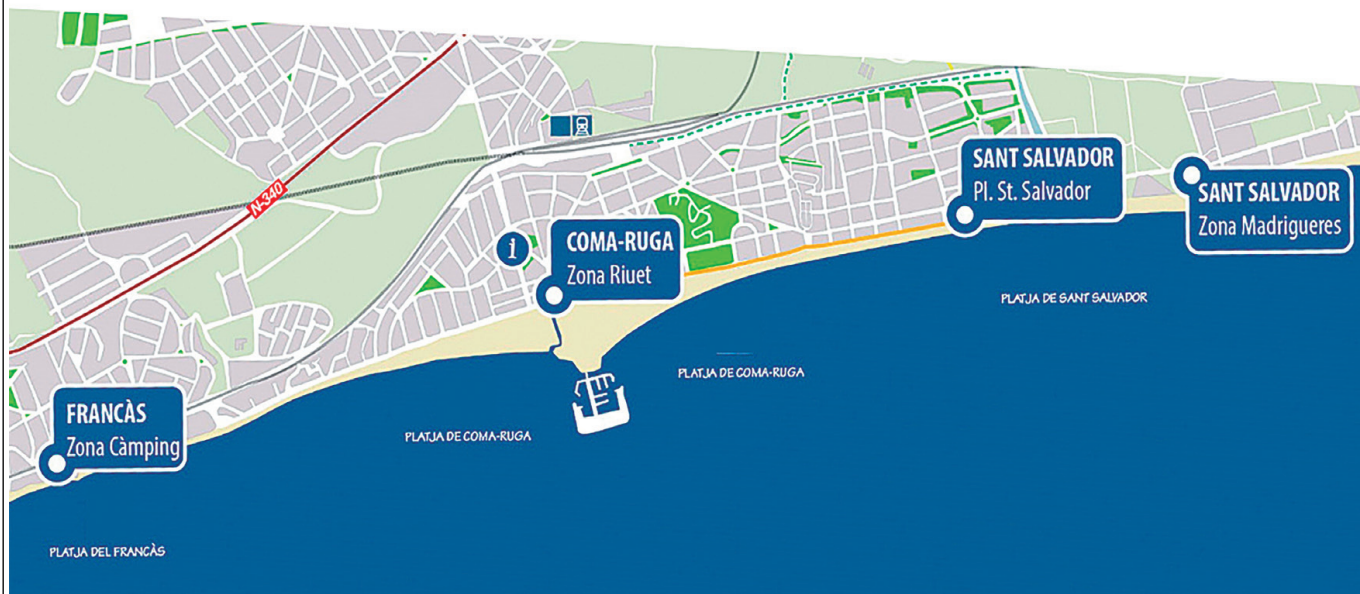 N-340
SANT SALVADOR
Pl. St. Salvador
SANT SALVADOR
Zona Madrigueres
i
COMA-RUGA
Zona Riuet
PLATJA DE SANT SALVADOR
PLATJA DE COMA-RUGA
FRANCÀS
Zona Càmping
PLATJA DE COMA-RUGA
PLATJA DEL FRANCÀS